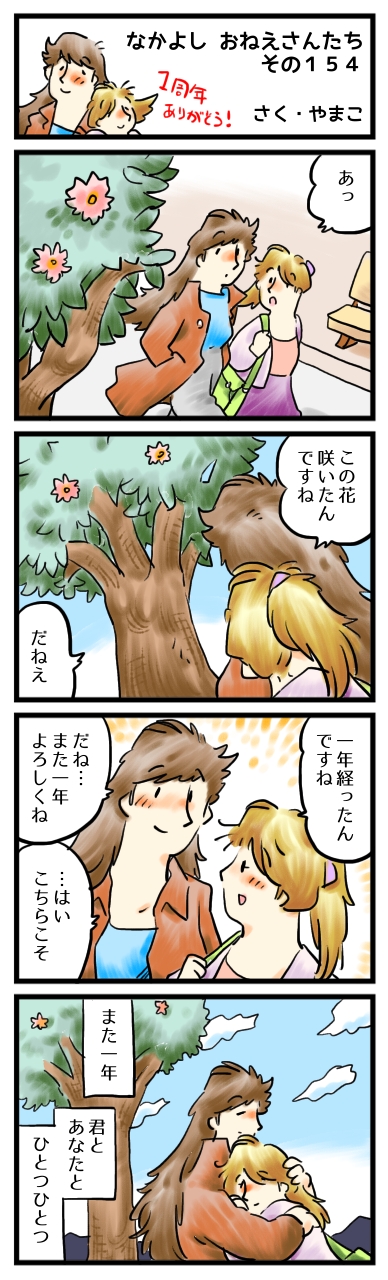 なかよし おねえさんたち
その154
1周年
ありがとう!
さく・やまこ
あっ
この花
咲いたん
ですね
だねえ
一年経ったん
ですね
だね…
また一年
よろしくね
…はい
こちらこそ
また一年
君と
あなたと
ひとつひとつ